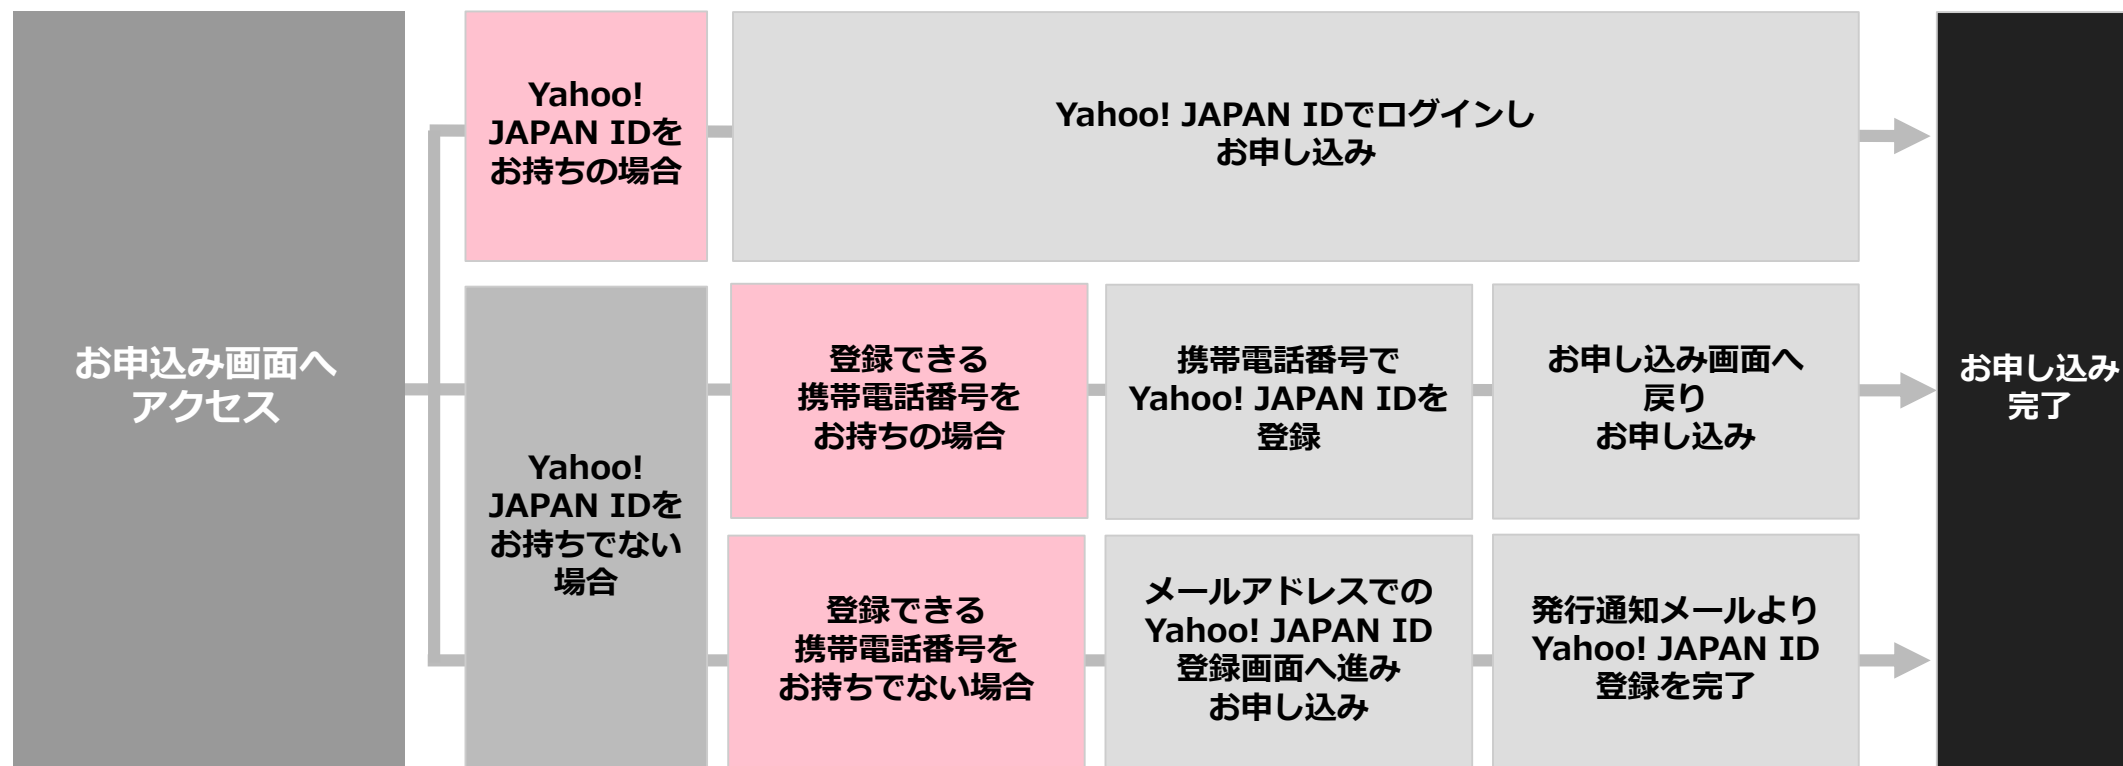 お申込み画面へ
アクセス
Yahoo!
JAPAN IDを
お持ちの場合
Yahoo! JAPAN IDでログインし
お申し込み
Yahoo!
JAPAN IDを
お持ちでない
場合
登録できる
携帯電話番号を
お持ちの場合
携帯電話番号で
Yahoo! JAPAN IDを
登録
お申し込み画面へ
戻り
お申し込み
登録できる
携帯電話番号を
お持ちでない場合
メールアドレスでの
Yahoo! JAPAN ID
登録画面へ進み
お申し込み
発行通知メールより
Yahoo! JAPAN ID
登録を完了
お申し込み
完了